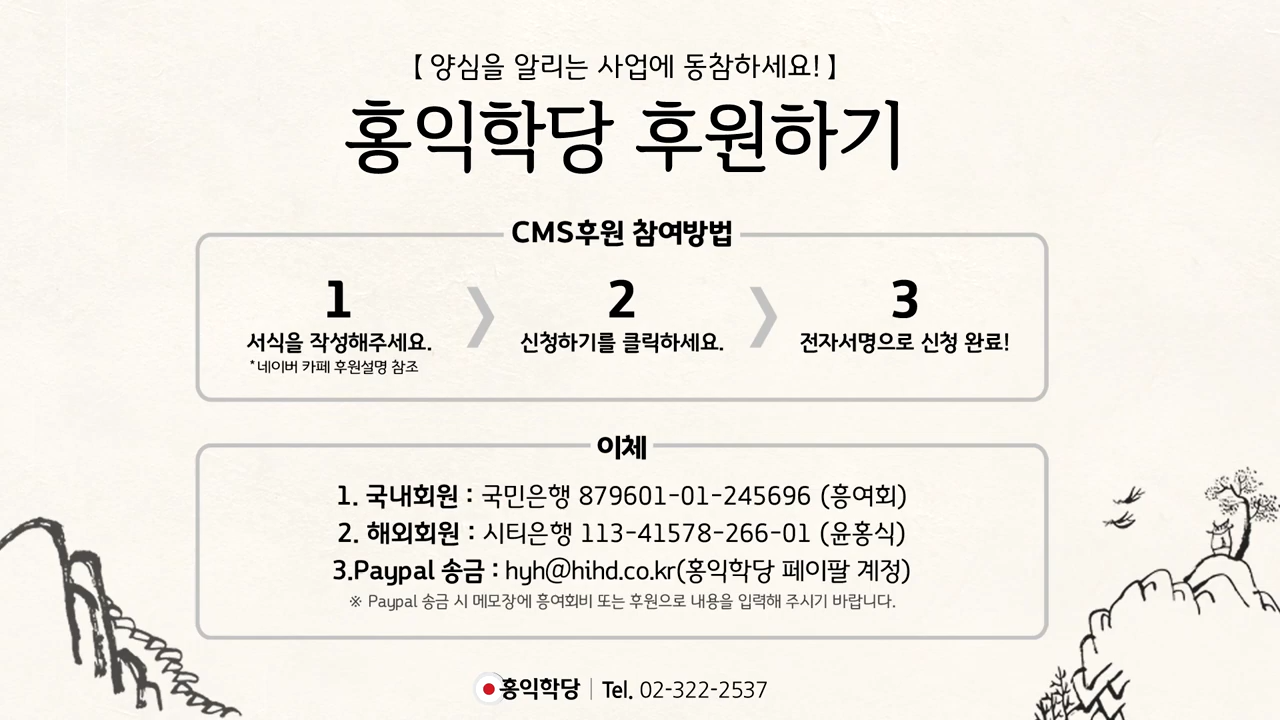 【 양심을 알리는 사업에 동참하세요! 】
홍익학당 후원하기
CMS후원 참여방법
1
서식을 작성해주세요.
*네이버 카페 후원설명 참조
2
신청하기를 클릭하세요.
3
전자서명으로 신청 완료!
이체
1. 국내회원 : 국민은행 879601-01-245696 (흥여회)
2. 해외회원 : 시티은행 113-41578-266-01 (윤홍식)
3.Paypal 송금 : hyh@hihd.co.kr(홍익학당 페이팔 계정)
※ Paypal 송금 시 메모장에 흥여회비 또는 후원으로 내용을 입력해 주시기 바랍니다.
홍익학당 | Tel. 02-322-2537